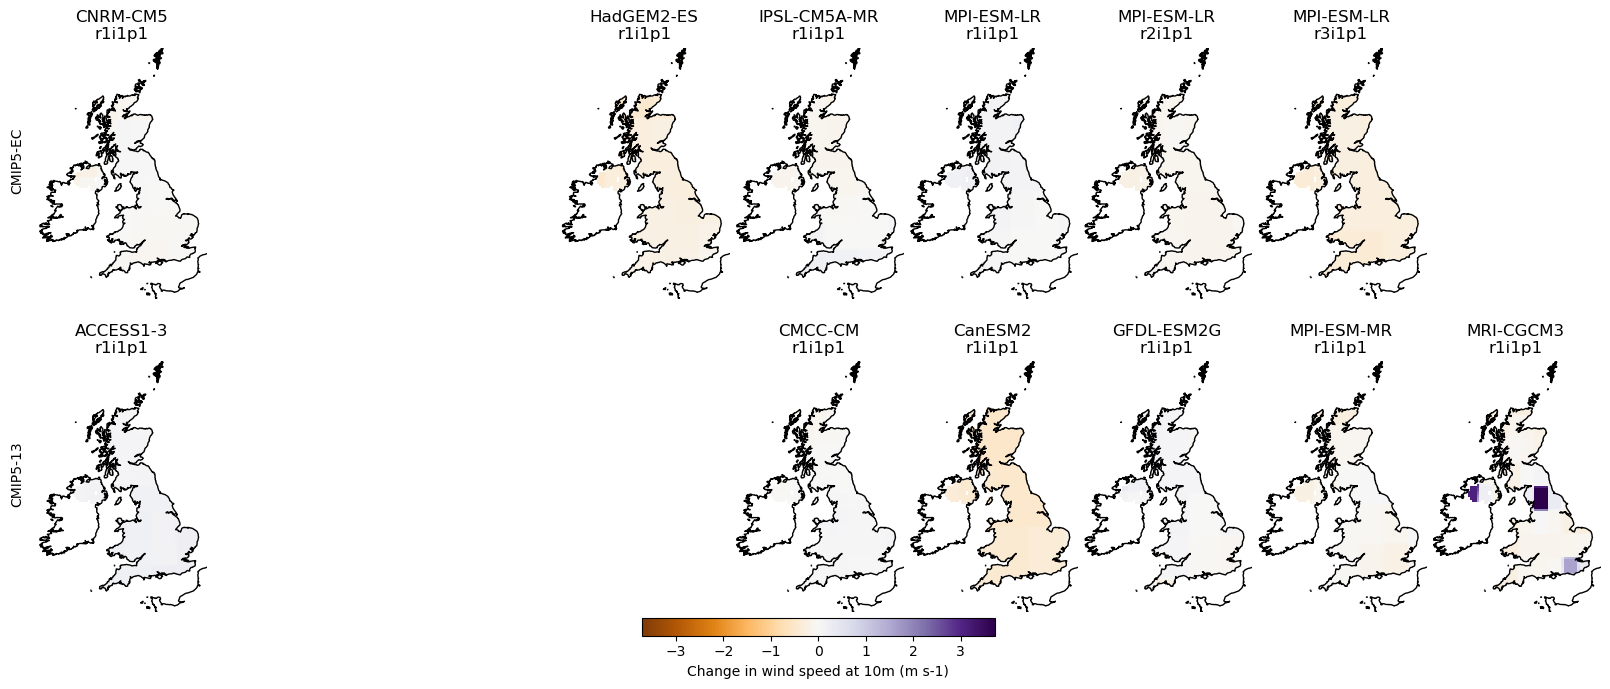 CNRM-CM5
r1i1p1
HadGEM2-ES
r1i1p1
IPSL-CM5A-MR
r1i1p1
MPI-ESM-LR
r1i1p1
MPI-ESM-LR
r2i1p1
MPI-ESM-LR
r3i1p1
CMIP5-EC
ACCESS1-3
r1i1p1
CMCC-CM
r1i1p1
CanESM2
r1i1p1
GFDL-ESM2G
r1i1p1
MPI-ESM-MR
r1i1p1
MRI-CGCM3
r1i1p1
CMIP5-13
−3 −2 −1 0 1 2 3
Change in wind speed at 10m (m s-1)